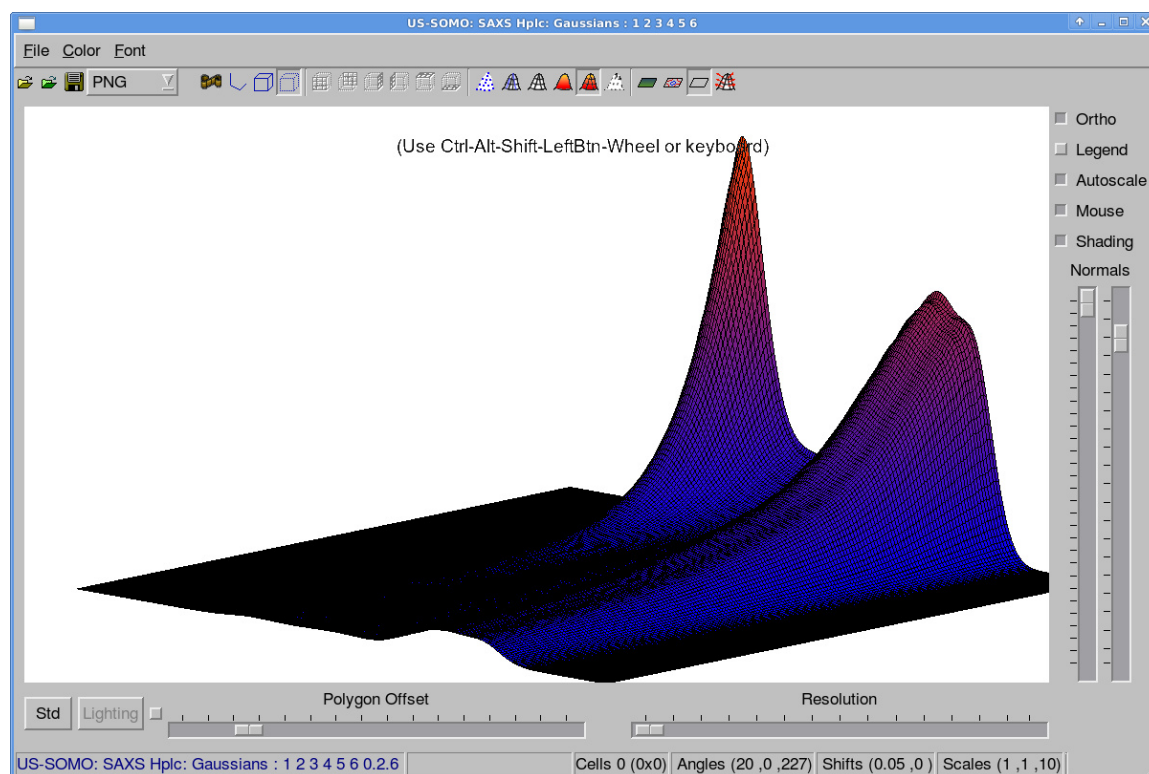 US-SOMO: SAXS Hplc: Gaussians : 1 2 3 4 5 6
File Color Font
PNG
(Use Ctrl-Alt-Shift-LeftBtn-Wheel or keyboard)
Ortho
Legend
Autoscale
Mouse
Shading
Normals
Polygon Offset
Resolution
Std
Lighting
US-SOMO: SAXS Hplc: Gaussians : 1 2 3 4 5 6 0.2.6
Cells 0 (0x0)
Angles (20 ,0 ,227)
Shifts (0.05 ,0 )
Scales (1 ,1 ,10)